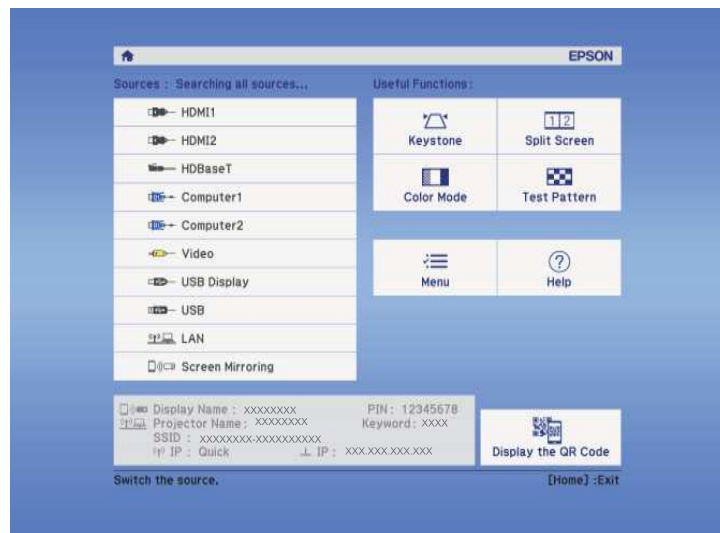 EPSON
Sources : Searching all sources...
HDMI1
HDMI2
HDBaseT
Computer1
Computer2
Video
USB Display
USB
LAN
Screen Mirroring
Useful Functions:
Keystone
1 2
Split Screen
Color Mode
Test Pattern
Menu
?
Help
Display Name : XXXXXXXX
PIN: 12345678
Projector Name: XXXXXXXX
Keyword: XXXX
SSID : XXXXXXXX-XXXXXXXXXX
IP : Quick
IP : XXX.XXX.XXX.XXX
Display the QR Code
Switch the source.
[Home] :Exit